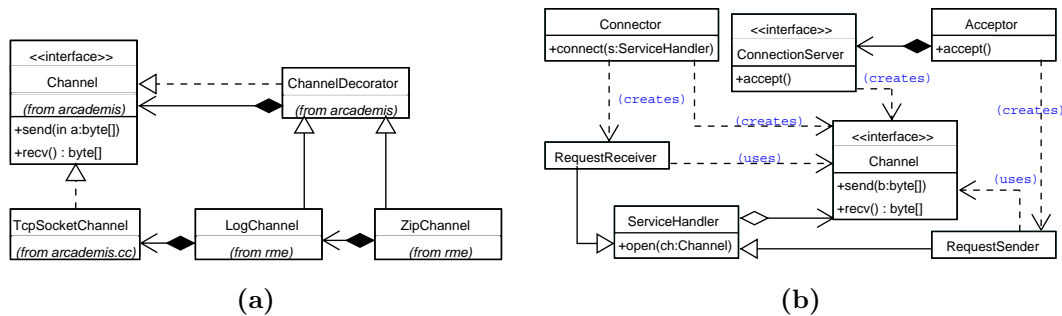 <<interface>>
Channel
(from arcademis)
+send(in a:byte[])
+recv() : byte[]
ChannelDecorator
(from arcademis)
TcpSocketChannel
(from arcademis.cc)
LogChannel
(from rme)
ZipChannel
(from rme)
(a)
Connector
+connect(s:ServiceHandler)
<<interface>>
ConnectionServer
+accept()
Acceptor
+accept()
(creates)
(creates)
(creates)
(creates)
RequestReceiver
(uses)
<<interface>>
Channel
+send(b:byte[])
+recv() : byte[]
(uses)
ServiceHandler
+open(ch:Channel)
RequestSender
(b)